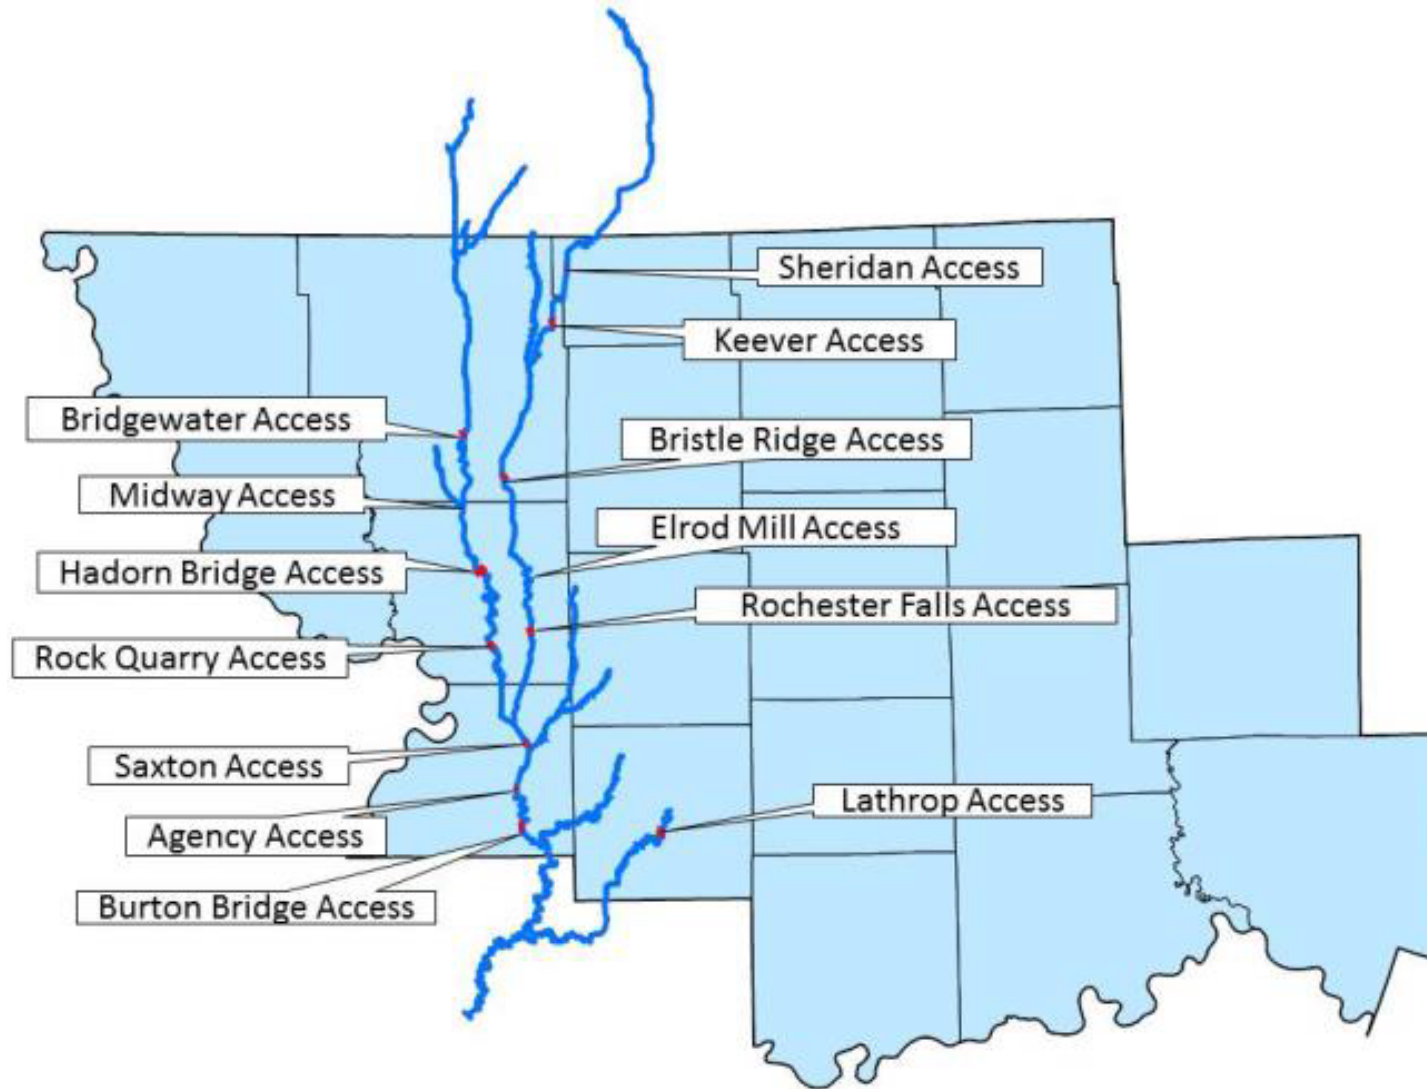 Sheridan Access
Keever Access
Bridgewater Access
Bristle Ridge Access
Midway Access
Elrod Mill Access
Hadorn Bridge Access
Rochester Falls Access
Rock Quarry Access
Saxton Access
Lathrop Access
Agency Access
Burton Bridge Access